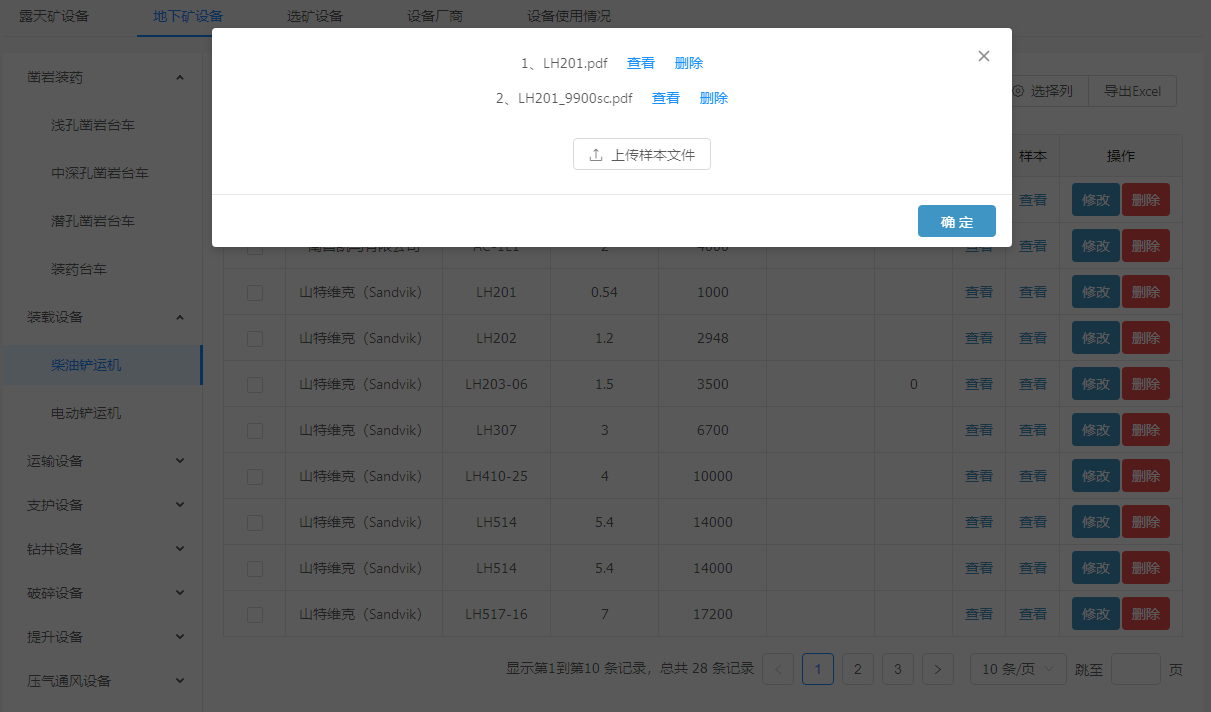 露天矿设备 地下矿设备 选矿设备 设备厂商 设备使用情况
1、LH201.pdf 查看 删除
2、LH201_9900sc.pdf 查看 删除
上传样本文件
确 定
选择列 导出Excel
凿岩装药
浅孔凿岩台车
中深孔凿岩台车
潜孔凿岩台车
装药台车
装载设备
柴油铲运机
电动铲运机
运输设备
支护设备
钻井设备
破碎设备
提升设备
压气通风设备
样本 操作
查看 修改 删除
2 4000 查看 查看 修改 删除
山特维克（Sandvik） LH201 0.54 1000 查看 查看 修改 删除
山特维克（Sandvik） LH202 1.2 2948 查看 查看 修改 删除
山特维克（Sandvik） LH203-06 1.5 3500 0 查看 查看 修改 删除
山特维克（Sandvik） LH307 3 6700 查看 查看 修改 删除
山特维克（Sandvik） LH410-25 4 10000 查看 查看 修改 删除
山特维克（Sandvik） LH514 5.4 14000 查看 查看 修改 删除
山特维克（Sandvik） LH514 5.4 14000 查看 查看 修改 删除
山特维克（Sandvik） LH517-16 7 17200 查看 查看 修改 删除
显示第1到第10 条记录，总共 28 条记录 < 1 2 3 > 10 条/页 跳至 页